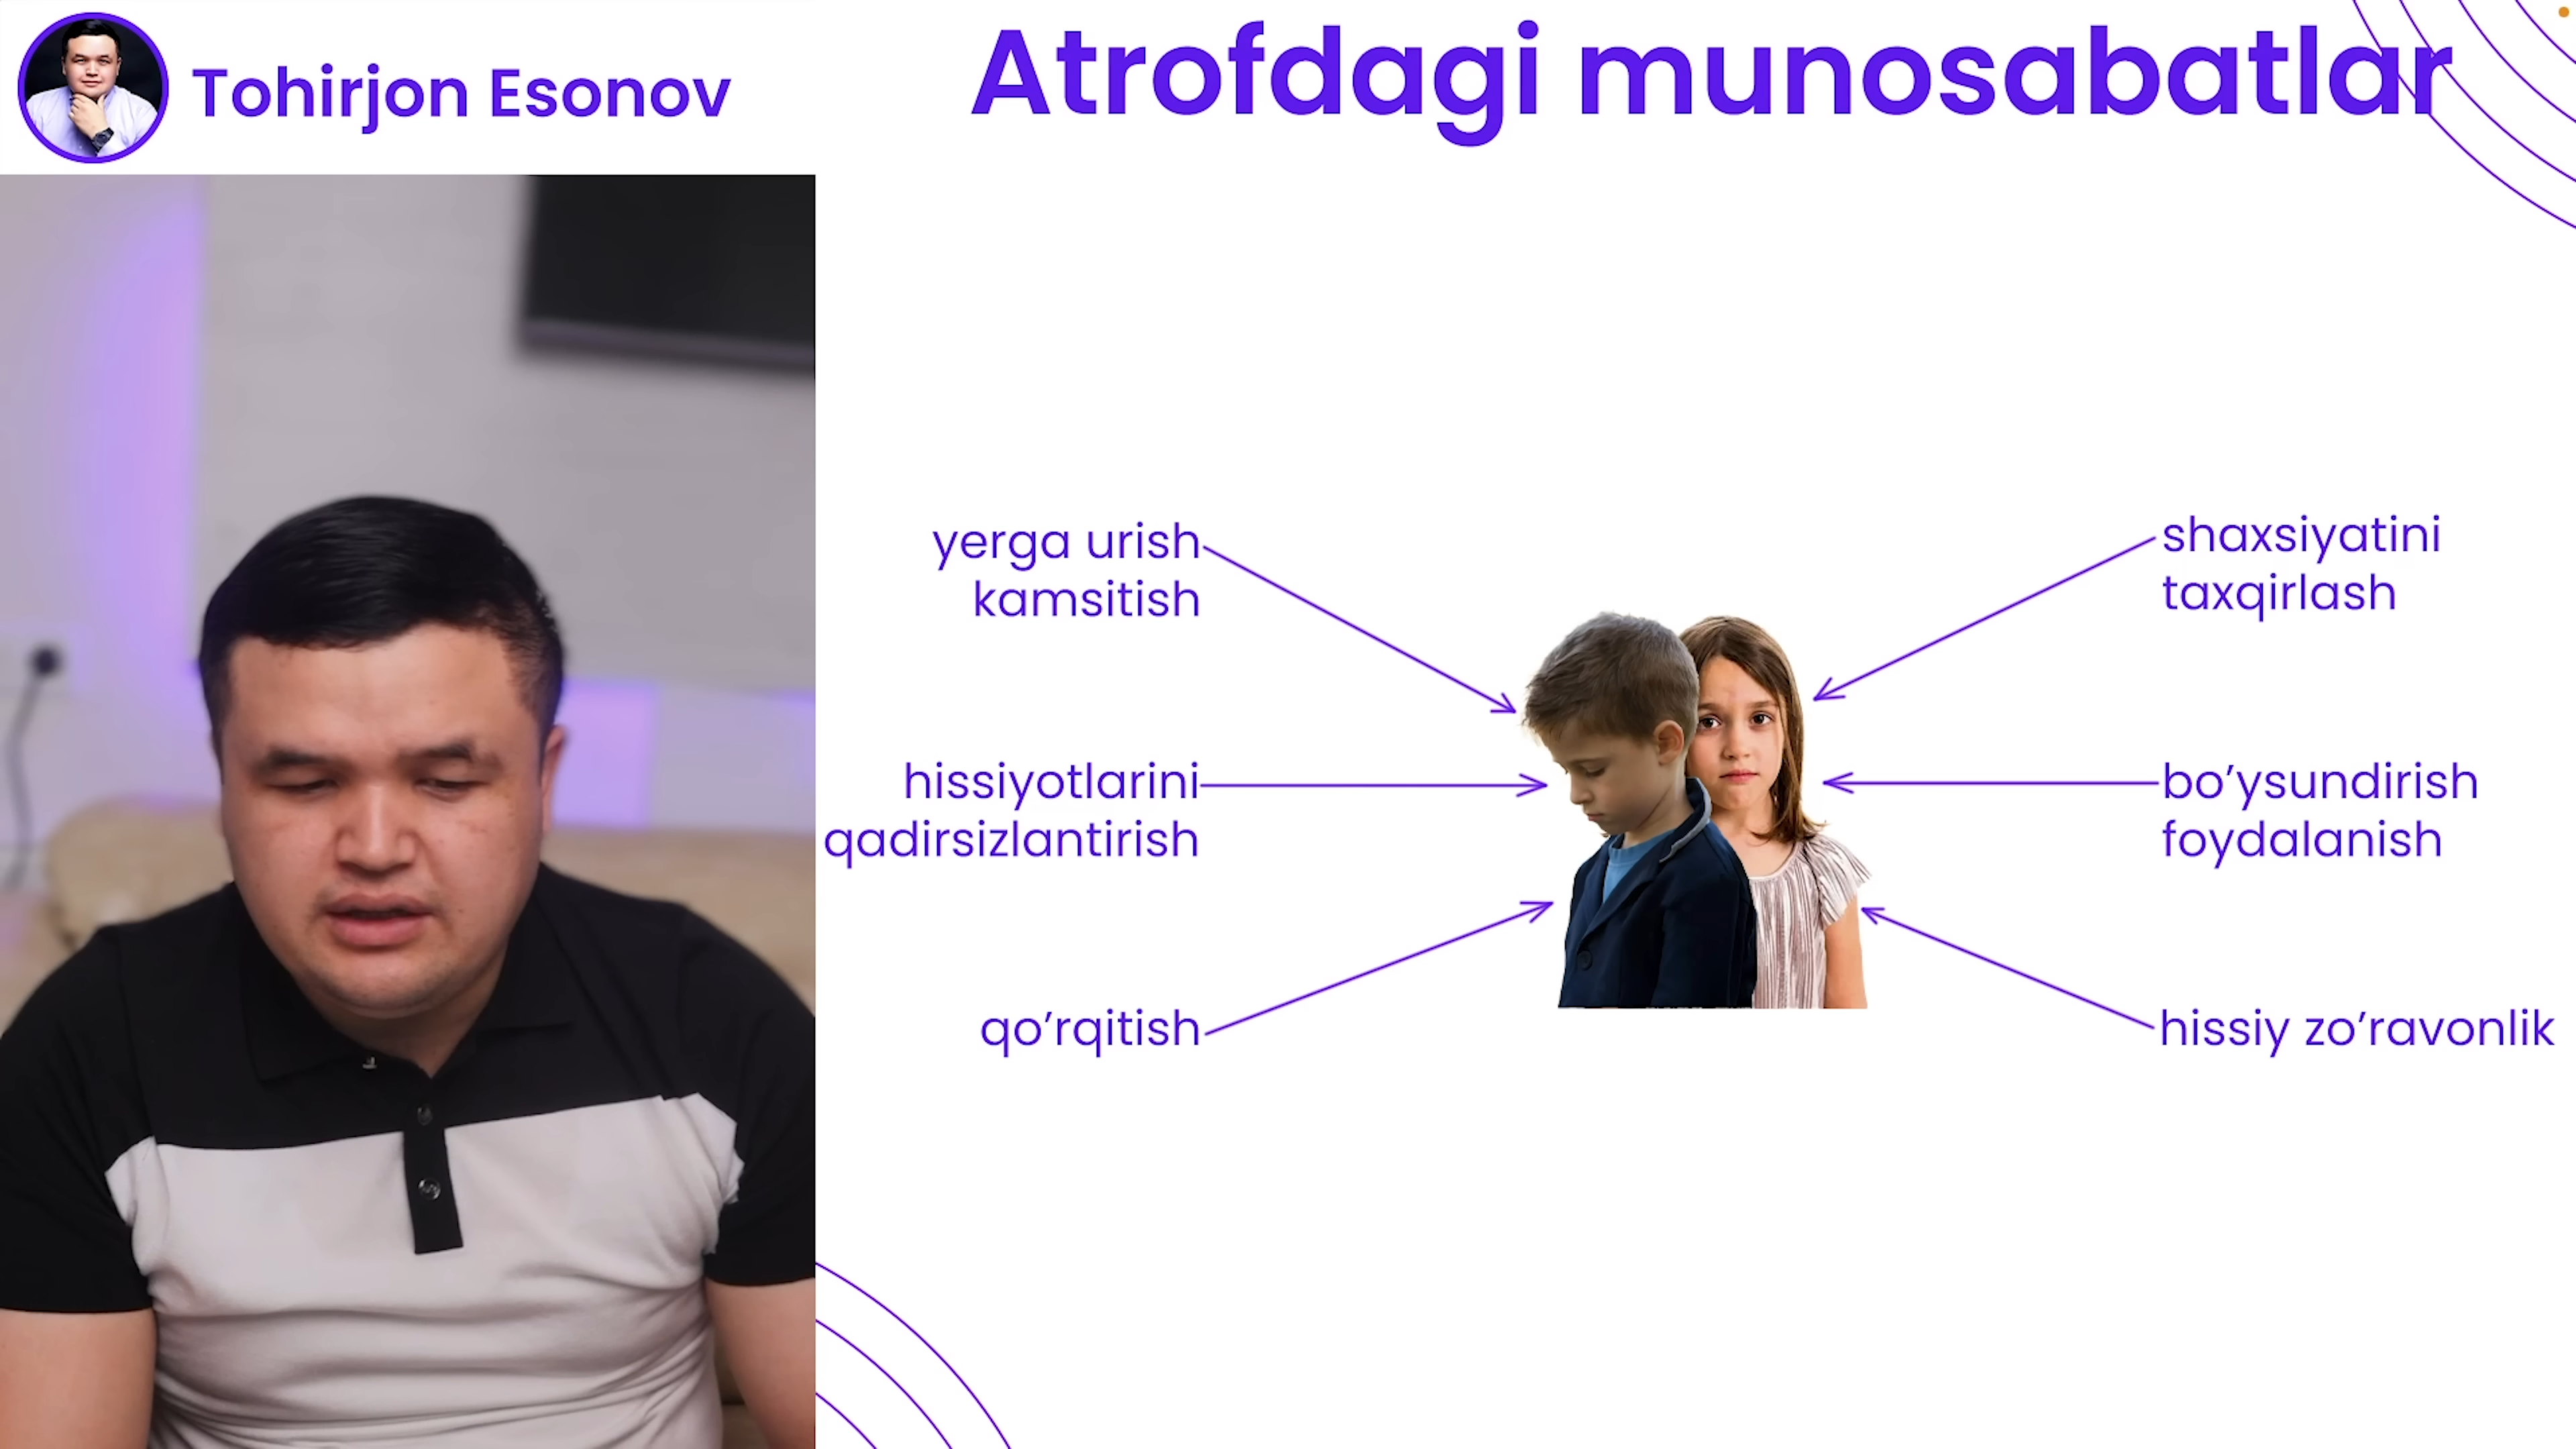 Tohirjon Esonov
Atrofdagi munosabatlar
yerga urish
kamsitish
hissiyotlarini
qadirsizlantirish
qo’rqitish
shaxsiyatini
taxqirlash
bo’ysundirish
foydalanish
hissiy zo’ravonlik